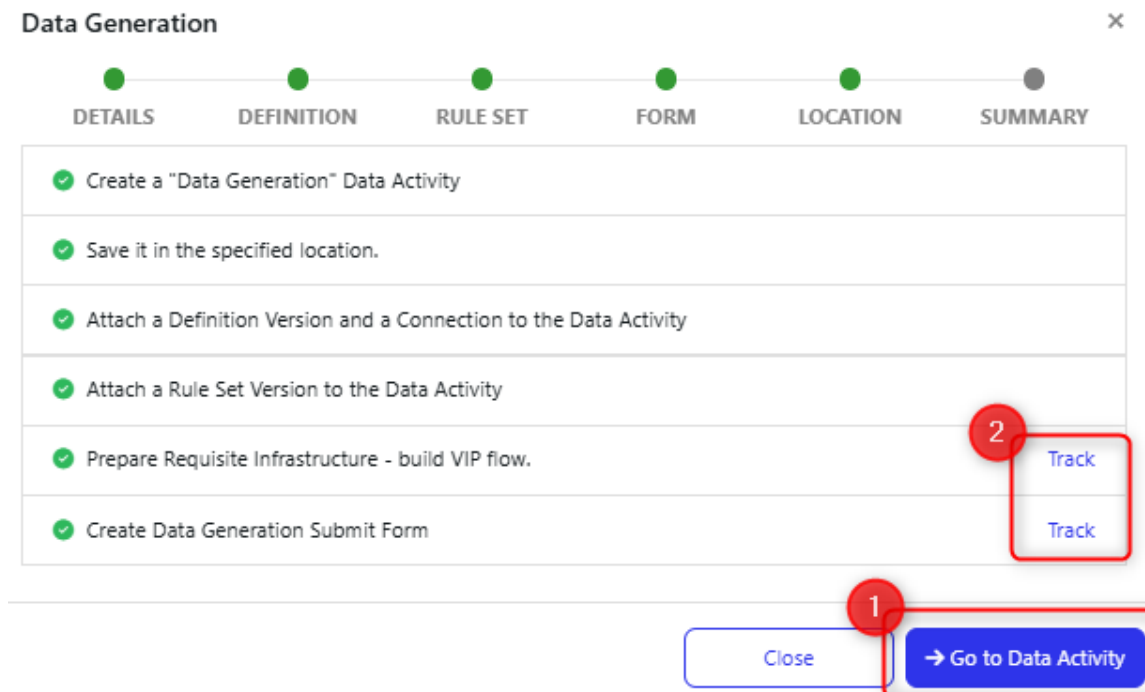 Data Generation ×
DETAILS DEFINITION RULE SET FORM LOCATION SUMMARY
Create a "Data Generation" Data Activity
Save it in the specified location.
Attach a Definition Version and a Connection to the Data Activity
Attach a Rule Set Version to the Data Activity
2
Prepare Requisite Infrastructure - build VIP flow. Track
Create Data Generation Submit Form Track
1
Close → Go to Data Activity